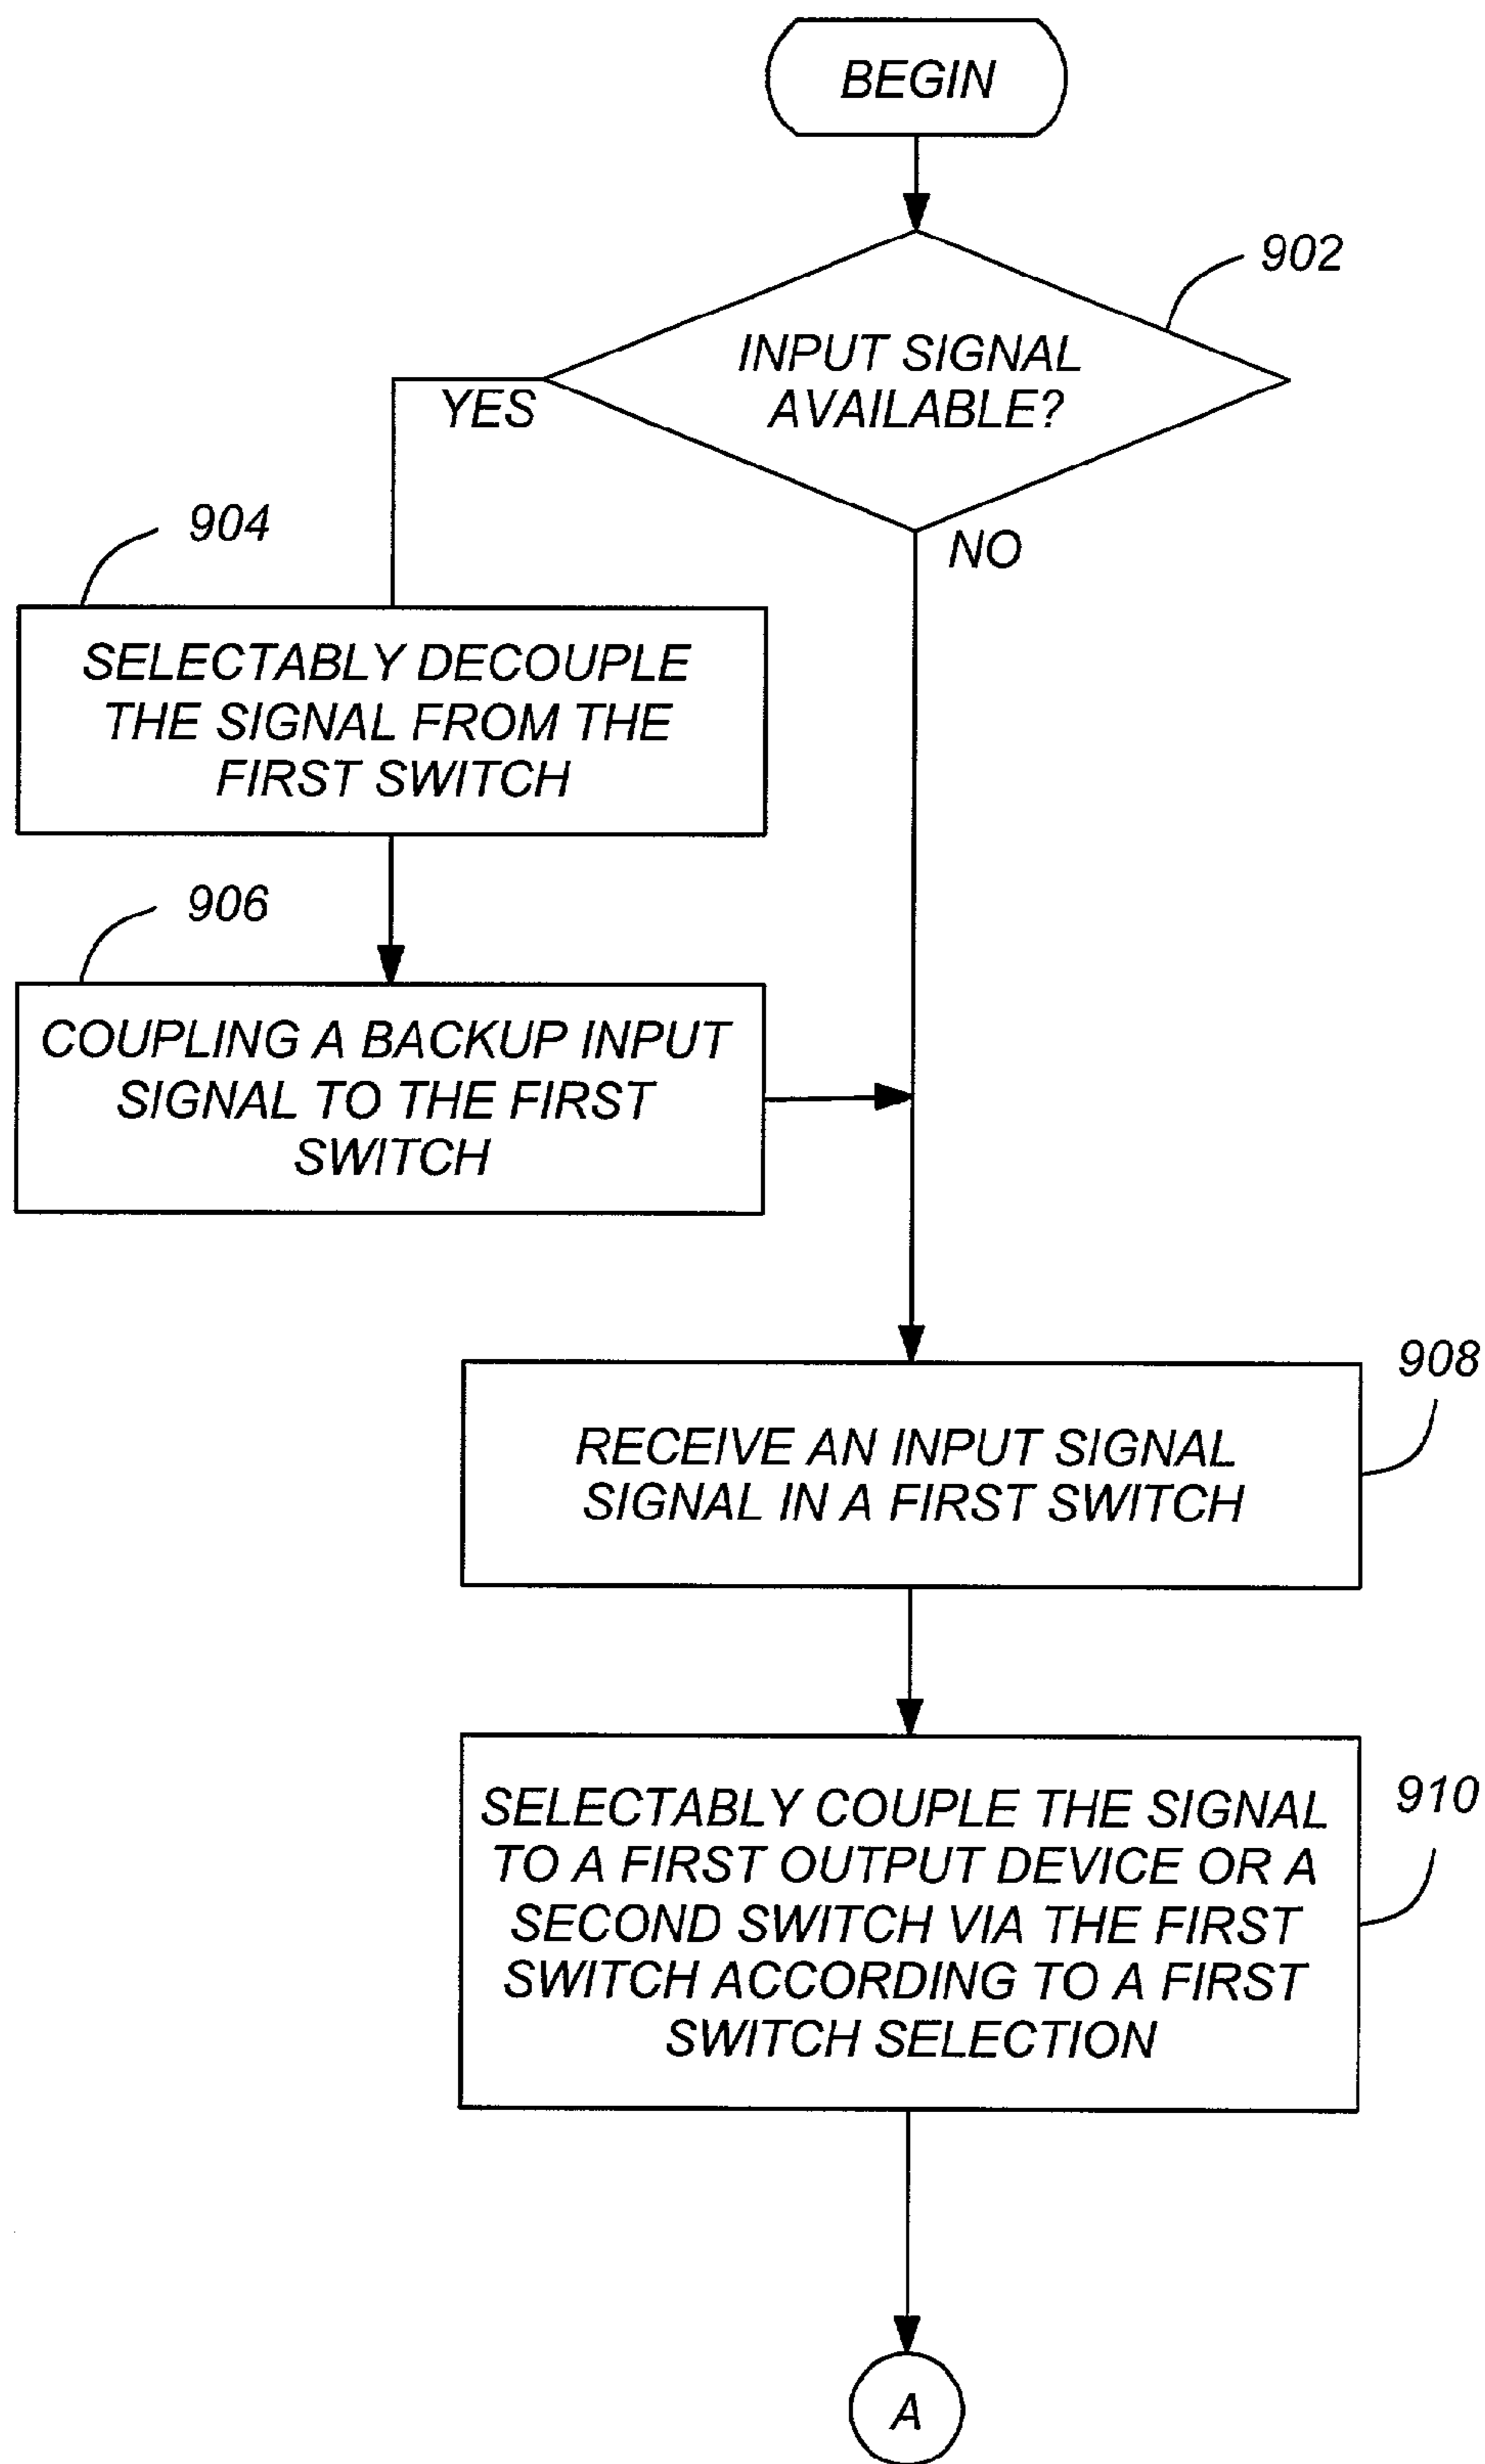 BEGIN
902
INPUT SIGNAL
AVAILABLE?
YES
NO
904
SELECTABLY DECOUPLE
THE SIGNAL FROM THE
FIRST SWITCH
906
COUPLING A BACKUP INPUT
SIGNAL TO THE FIRST
SWITCH
908
RECEIVE AN INPUT SIGNAL
SIGNAL IN A FIRST SWITCH
910
SELECTABLY COUPLE THE SIGNAL
TO A FIRST OUTPUT DEVICE OR A
SECOND SWITCH VIA THE FIRST
SWITCH ACCORDING TO A FIRST
SWITCH SELECTION
A